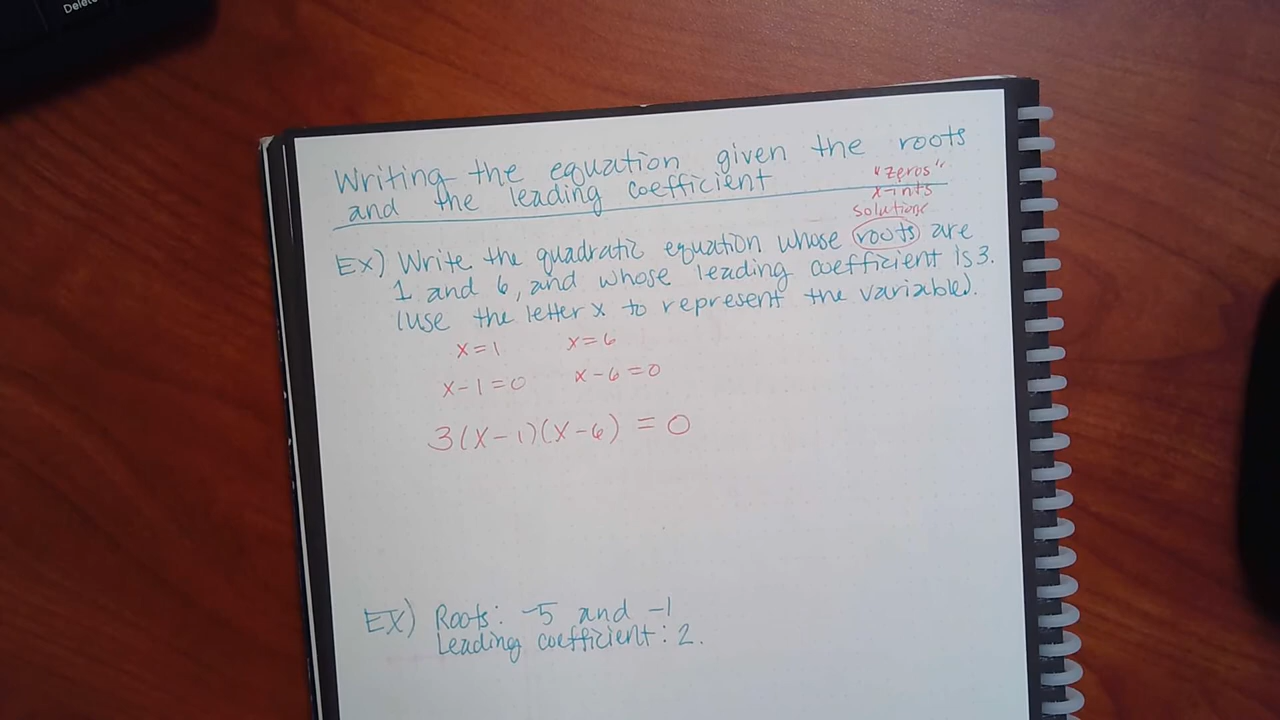 Delete
Writing the equation given the roots
and the leading coefficient
"zeros"
x-ints
solutions
Ex) Write the quadratic equation whose roots are
1 and 6, and whose leading coefficient is 3.
(use the letter x to represent the variable).
x=1 x=6
x-1=0 x-6=0
3(x-1)(x-6) = 0
EX) Roots: -5 and -1
Leading coefficient: 2.